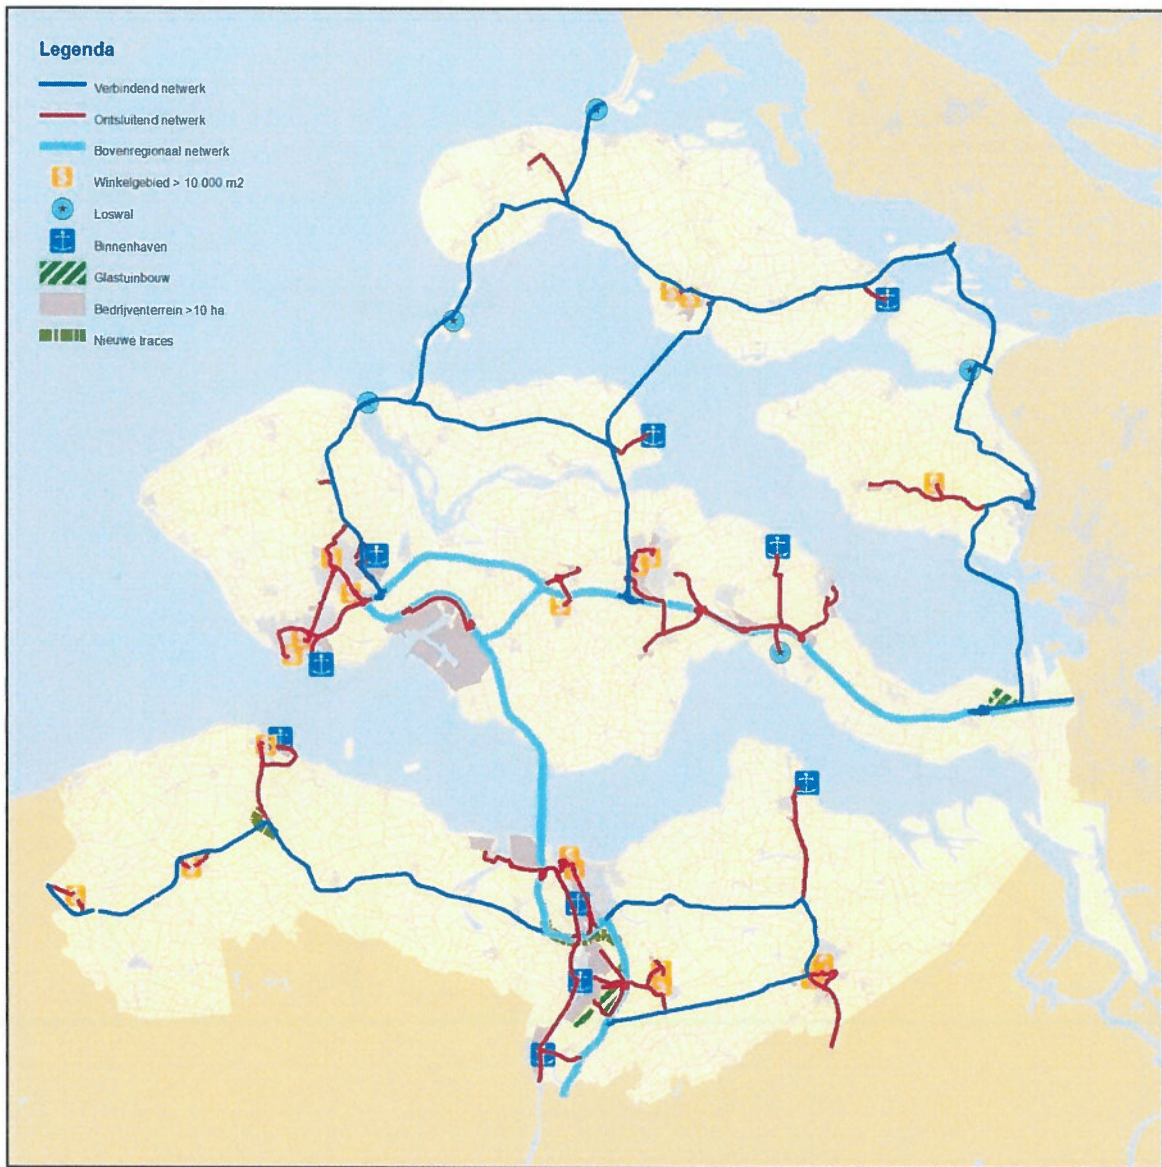 Legenda
Verbindend netwerk
Ontsluitend netwerk
Bovenregionaal netwerk
Winkelgebied > 10.000 m2
Loswal
Binnenhaven
Glastuinbouw
Bedrijventerrein >10 ha
Nieuwe traces